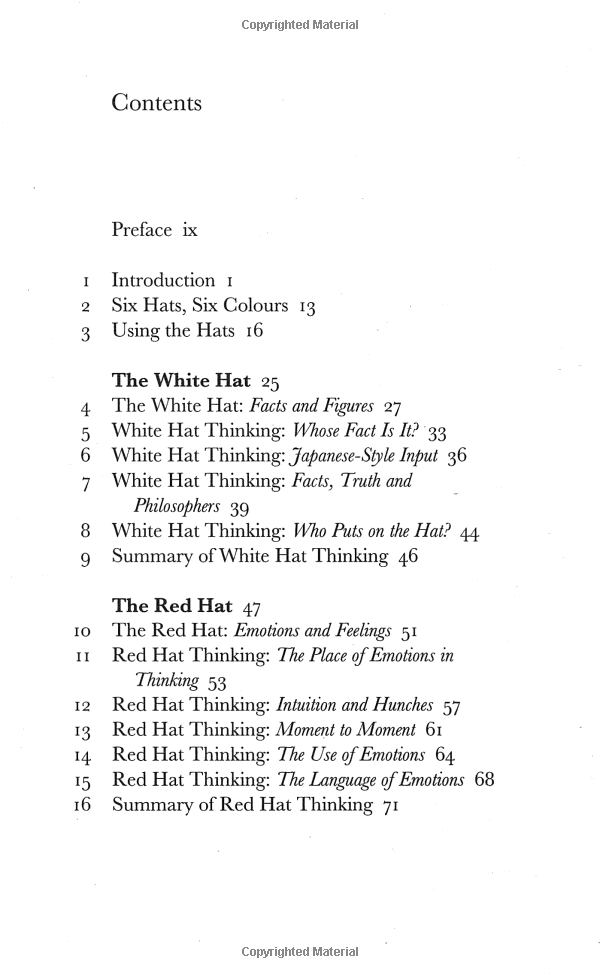 Copyrighted Material
Contents
Preface ix
1 Introduction 1
2 Six Hats, Six Colours 13
3 Using the Hats 16
The White Hat 25
4 The White Hat: Facts and Figures 27
5 White Hat Thinking: Whose Fact Is It? 33
6 White Hat Thinking: Japanese-Style Input 36
7 White Hat Thinking: Facts, Truth and
Philosophers 39
8 White Hat Thinking: Who Puts on the Hat? 44
9 Summary of White Hat Thinking 46
The Red Hat 47
10 The Red Hat: Emotions and Feelings 51
11 Red Hat Thinking: The Place of Emotions in
Thinking 53
12 Red Hat Thinking: Intuition and Hunches 57
13 Red Hat Thinking: Moment to Moment 61
14 Red Hat Thinking: The Use of Emotions 64
15 Red Hat Thinking: The Language of Emotions 68
16 Summary of Red Hat Thinking 71
Copyrighted Material